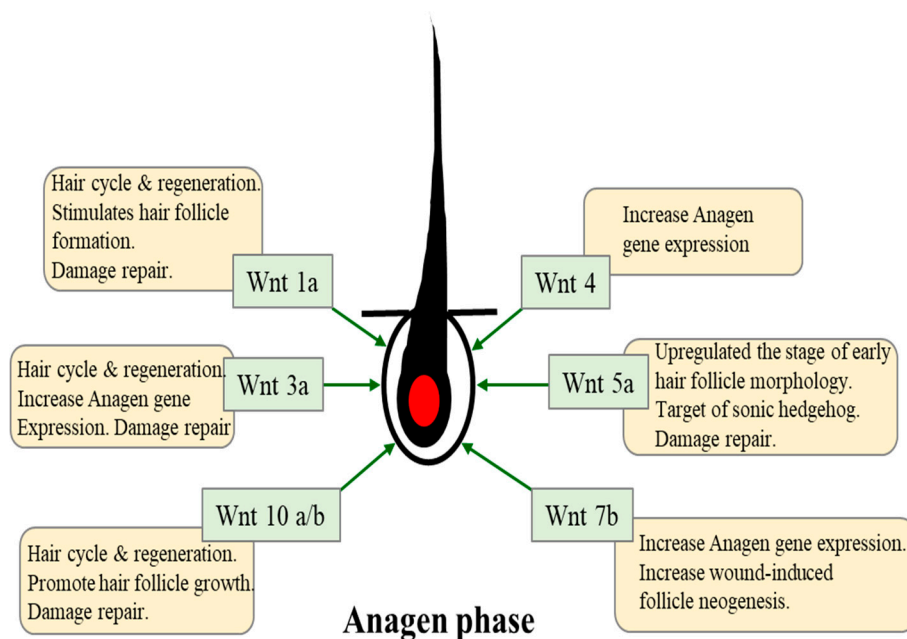 Hair cycle & regeneration.
Stimulates hair follicle
formation.
Damage repair.
Wnt 1a
Increase Anagen
gene expression
Wnt 4
Hair cycle & regeneration.
Increase Anagen gene
Expression. Damage repair
Wnt 3a
Upregulated the stage of early
hair follicle morphology.
Target of sonic hedgehog.
Damage repair.
Wnt 5a
Wnt 10 a/b
Hair cycle & regeneration.
Promote hair follicle growth.
Damage repair.
Wnt 7b
Increase Anagen gene expression.
Increase wound-induced
follicle neogenesis.
Anagen phase